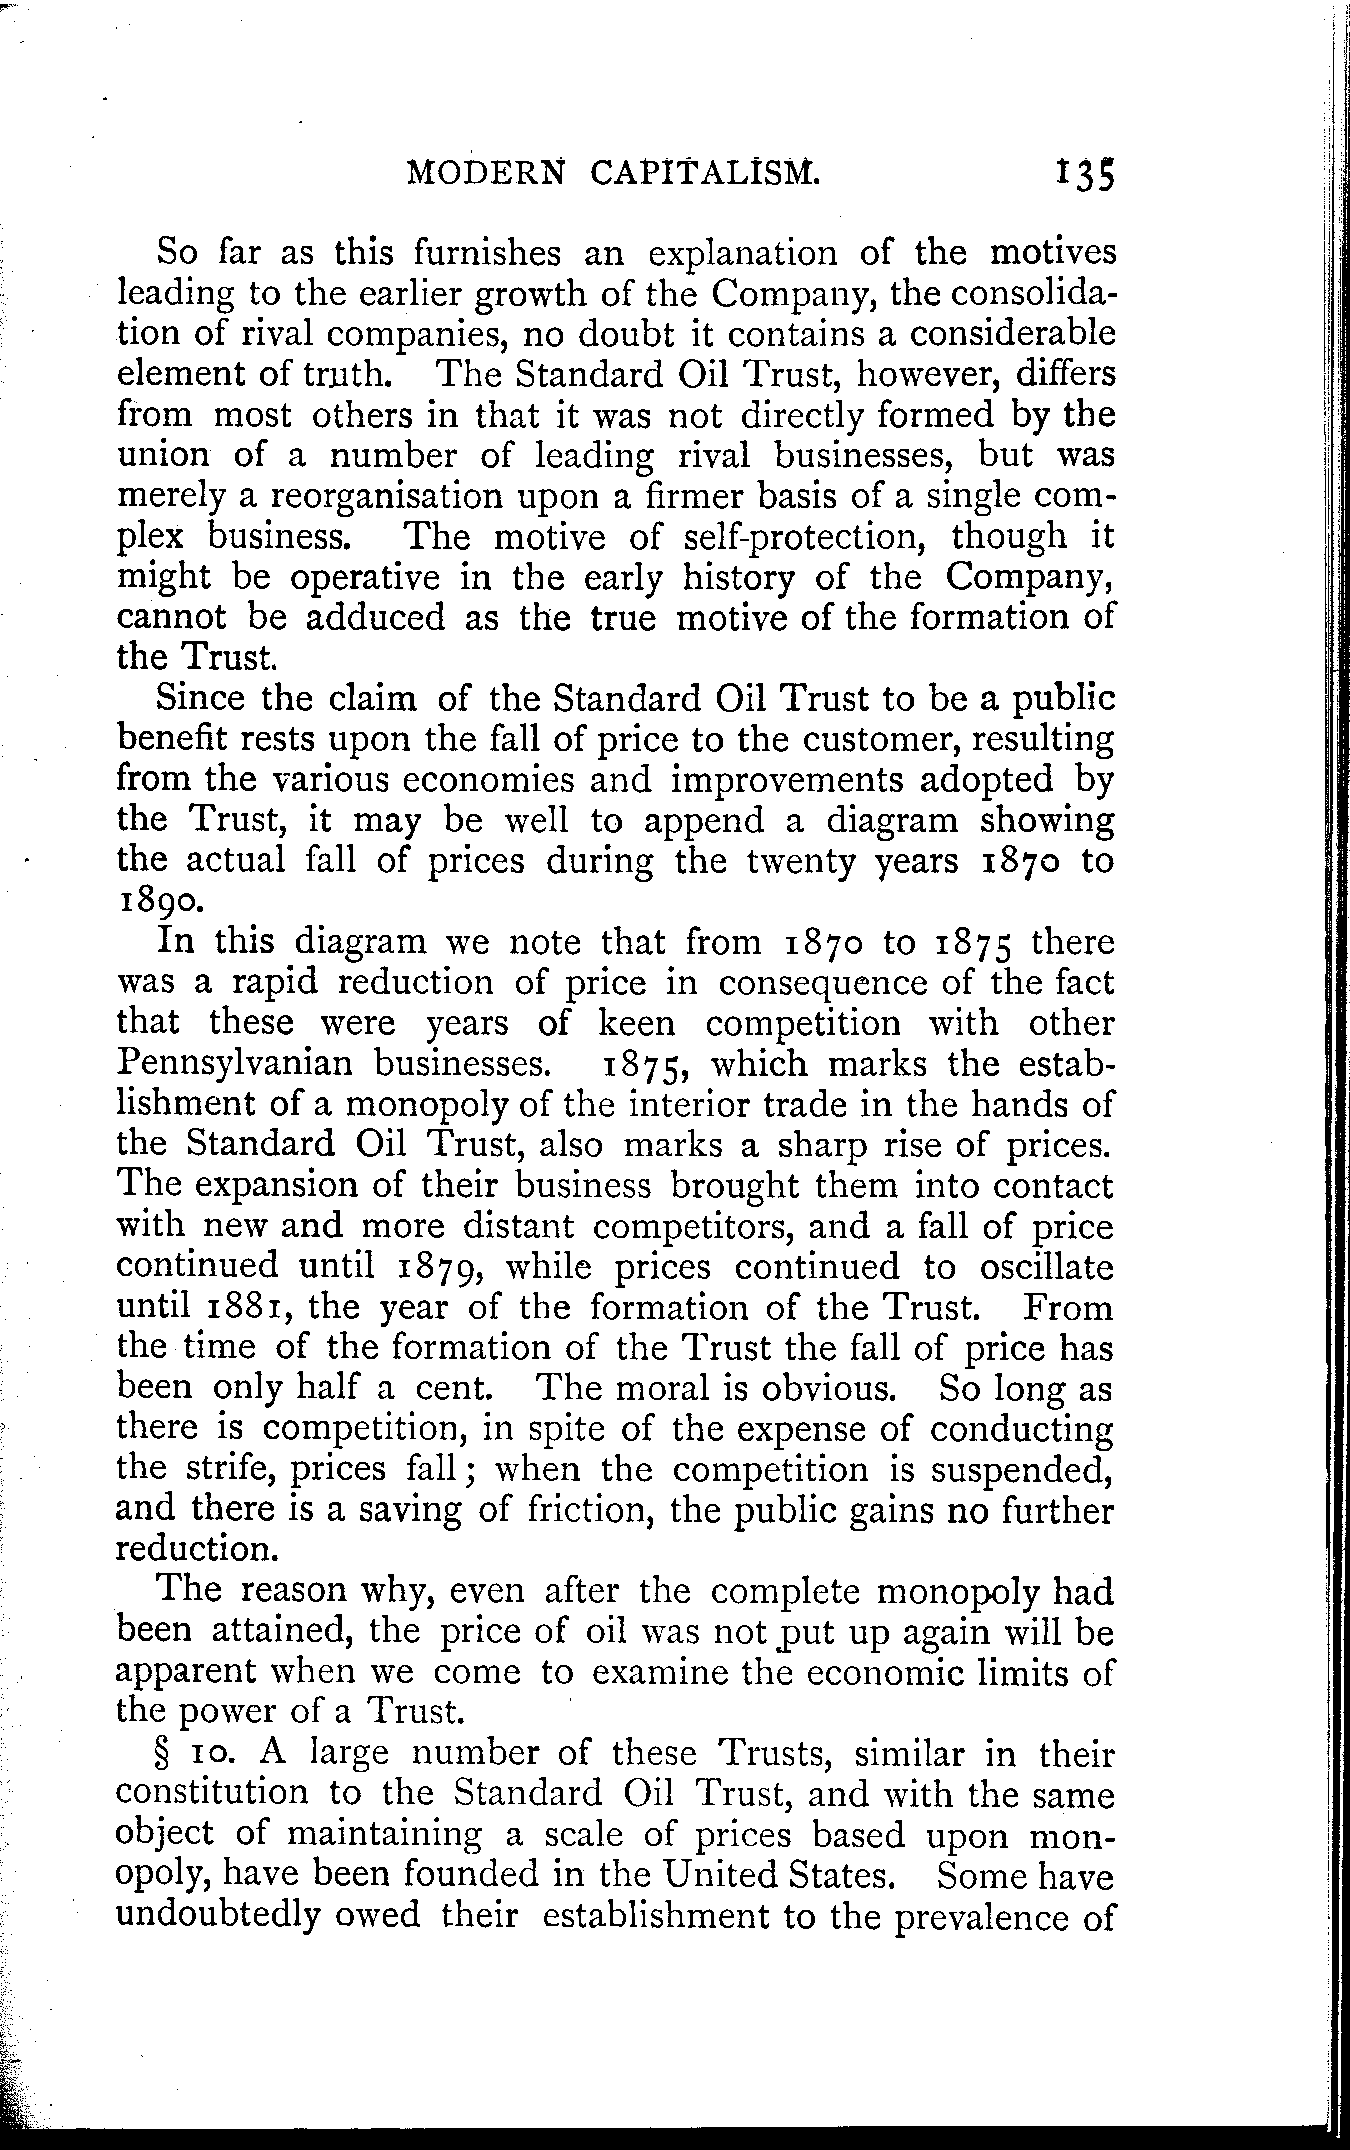 MODERN CAPITALISM. 135
So far as this furnishes an explanation of the motives
leading to the earlier growth of the Company, the consolida-
tion of rival companies, no doubt it contains a considerable
element of truth. The Standard Oil Trust, however, differs
from most others in that it was not directly formed by the
union of a number of leading rival businesses, but was
merely a reorganisation upon a firmer basis of a single com-
plex business. The motive of self-protection, though it
might be operative in the early history of the Company,
cannot be adduced as the true motive of the formation of
the Trust.
Since the claim of the Standard Oil Trust to be a public
benefit rests upon the fall of price to the customer, resulting
from the various economies and improvements adopted by
the Trust, it may be well to append a diagram showing
the actual fall of prices during the twenty years 1870 to
1890.
In this diagram we note that from 1870 to 1875 there
was a rapid reduction of price in consequence of the fact
that these were years of keen competition with other
Pennsylvanian businesses. 1875, which marks the estab-
lishment of a monopoly of the interior trade in the hands of
the Standard Oil Trust, also marks a sharp rise of prices.
The expansion of their business brought them into contact
with new and more distant competitors, and a fall of price
continued until 1879, while prices continued to oscillate
until 1881, the year of the formation of the Trust. From
the time of the formation of the Trust the fall of price has
been only half a cent. The moral is obvious. So long as
there is competition, in spite of the expense of conducting
the strife, prices fall; when the competition is suspended,
and there is a saving of friction, the public gains no further
reduction.
The reason why, even after the complete monopoly had
been attained, the price of oil was not put up again will be
apparent when we come to examine the economic limits of
the power of a Trust.
§ 10. A large number of these Trusts, similar in their
constitution to the Standard Oil Trust, and with the same
object of maintaining a scale of prices based upon mon-
opoly, have been founded in the United States. Some have
undoubtedly owed their establishment to the prevalence of